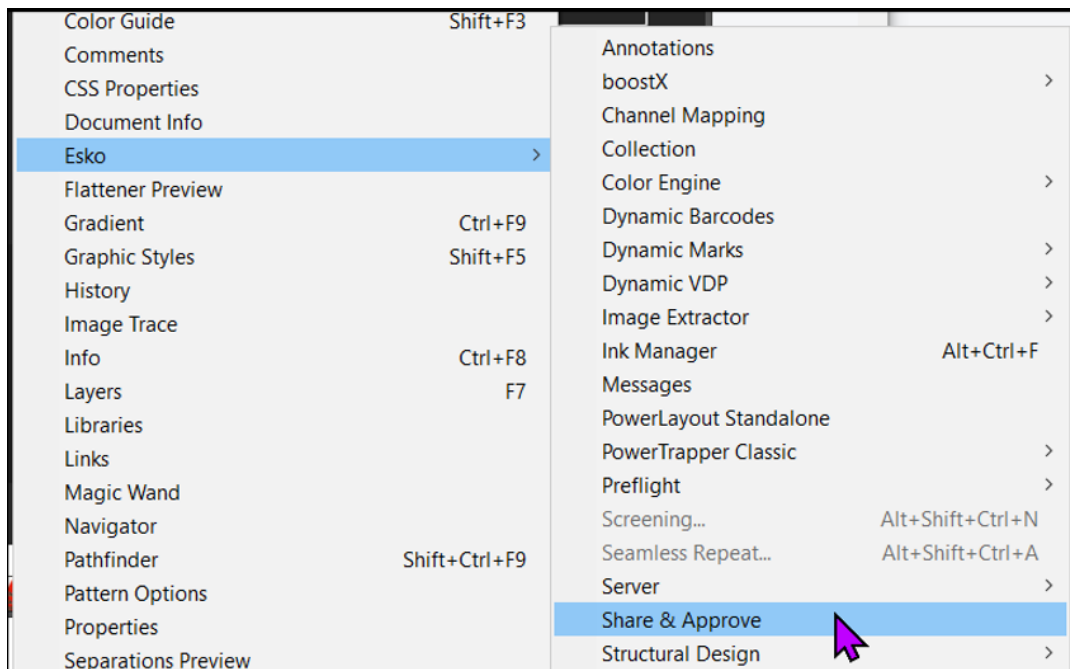 Color Guide Shift+F3
Comments
CSS Properties
Document Info
Esko >
Flattener Preview
Gradient Ctrl+F9
Graphic Styles Shift+F5
History
Image Trace
Info Ctrl+F8
Layers F7
Libraries
Links
Magic Wand
Navigator
Pathfinder Shift+Ctrl+F9
Pattern Options
Properties
Separations Preview
Annotations
boostX >
Channel Mapping
Collection
Color Engine >
Dynamic Barcodes
Dynamic Marks >
Dynamic VDP >
Image Extractor >
Ink Manager Alt+Ctrl+F
Messages
PowerLayout Standalone
PowerTrapper Classic >
Preflight >
Screening... Alt+Shift+Ctrl+N
Seamless Repeat... Alt+Shift+Ctrl+A
Server >
Share & Approve
Structural Design >